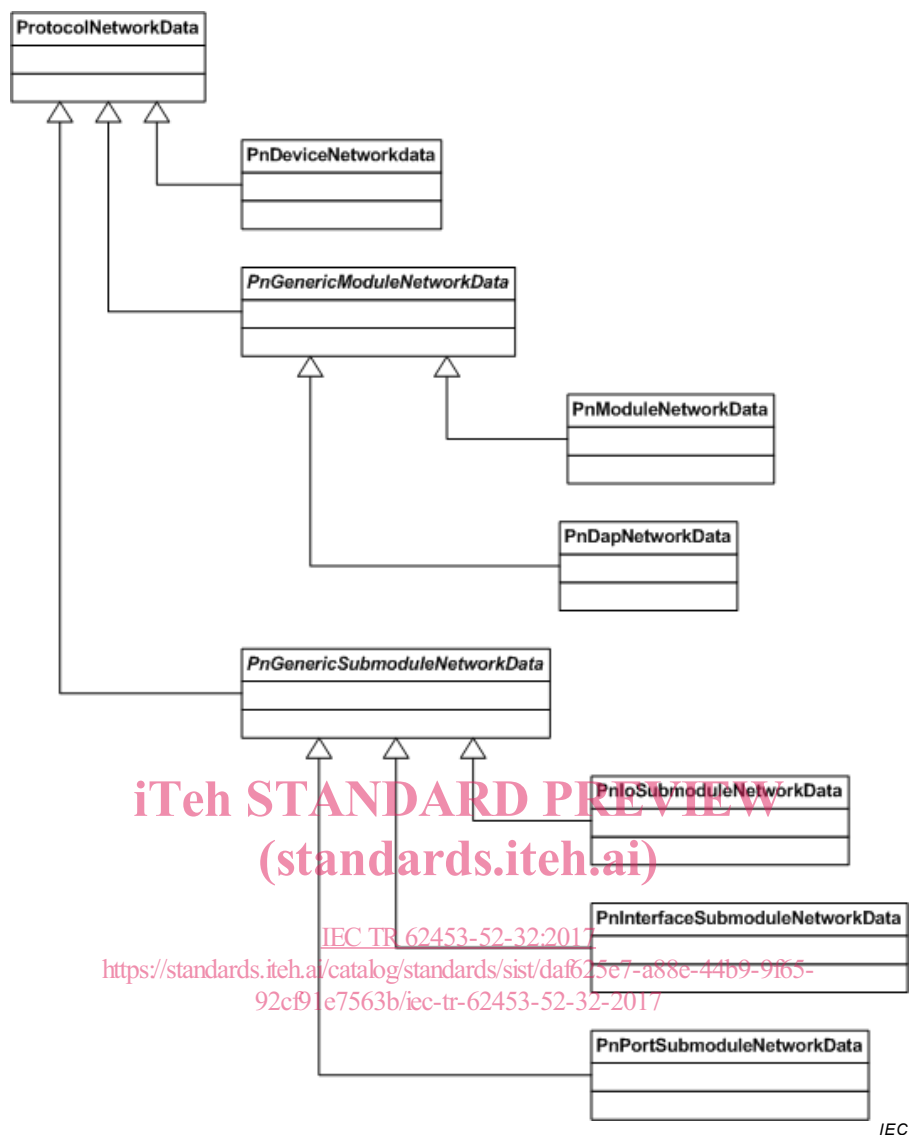 ProtocolNetworkData
PnDeviceNetworkdata
PnGenericModuleNetworkData
PnModuleNetworkData
PnDapNetworkData
PnGenericSubmoduleNetworkData
PnIoSubmoduleNetworkData
iTeh STANDARD PREVIEW
(standards.iteh.ai)
PnInterfaceSubmoduleNetworkData
IEC TR 62453-52-32:2017
https://standards.iteh.ai/catalog/standards/sist/daf625e7-a88e-44b9-9f65-
92cf91e7563b/iec-tr-62453-52-32-2017
PnPortSubmoduleNetworkData
IEC